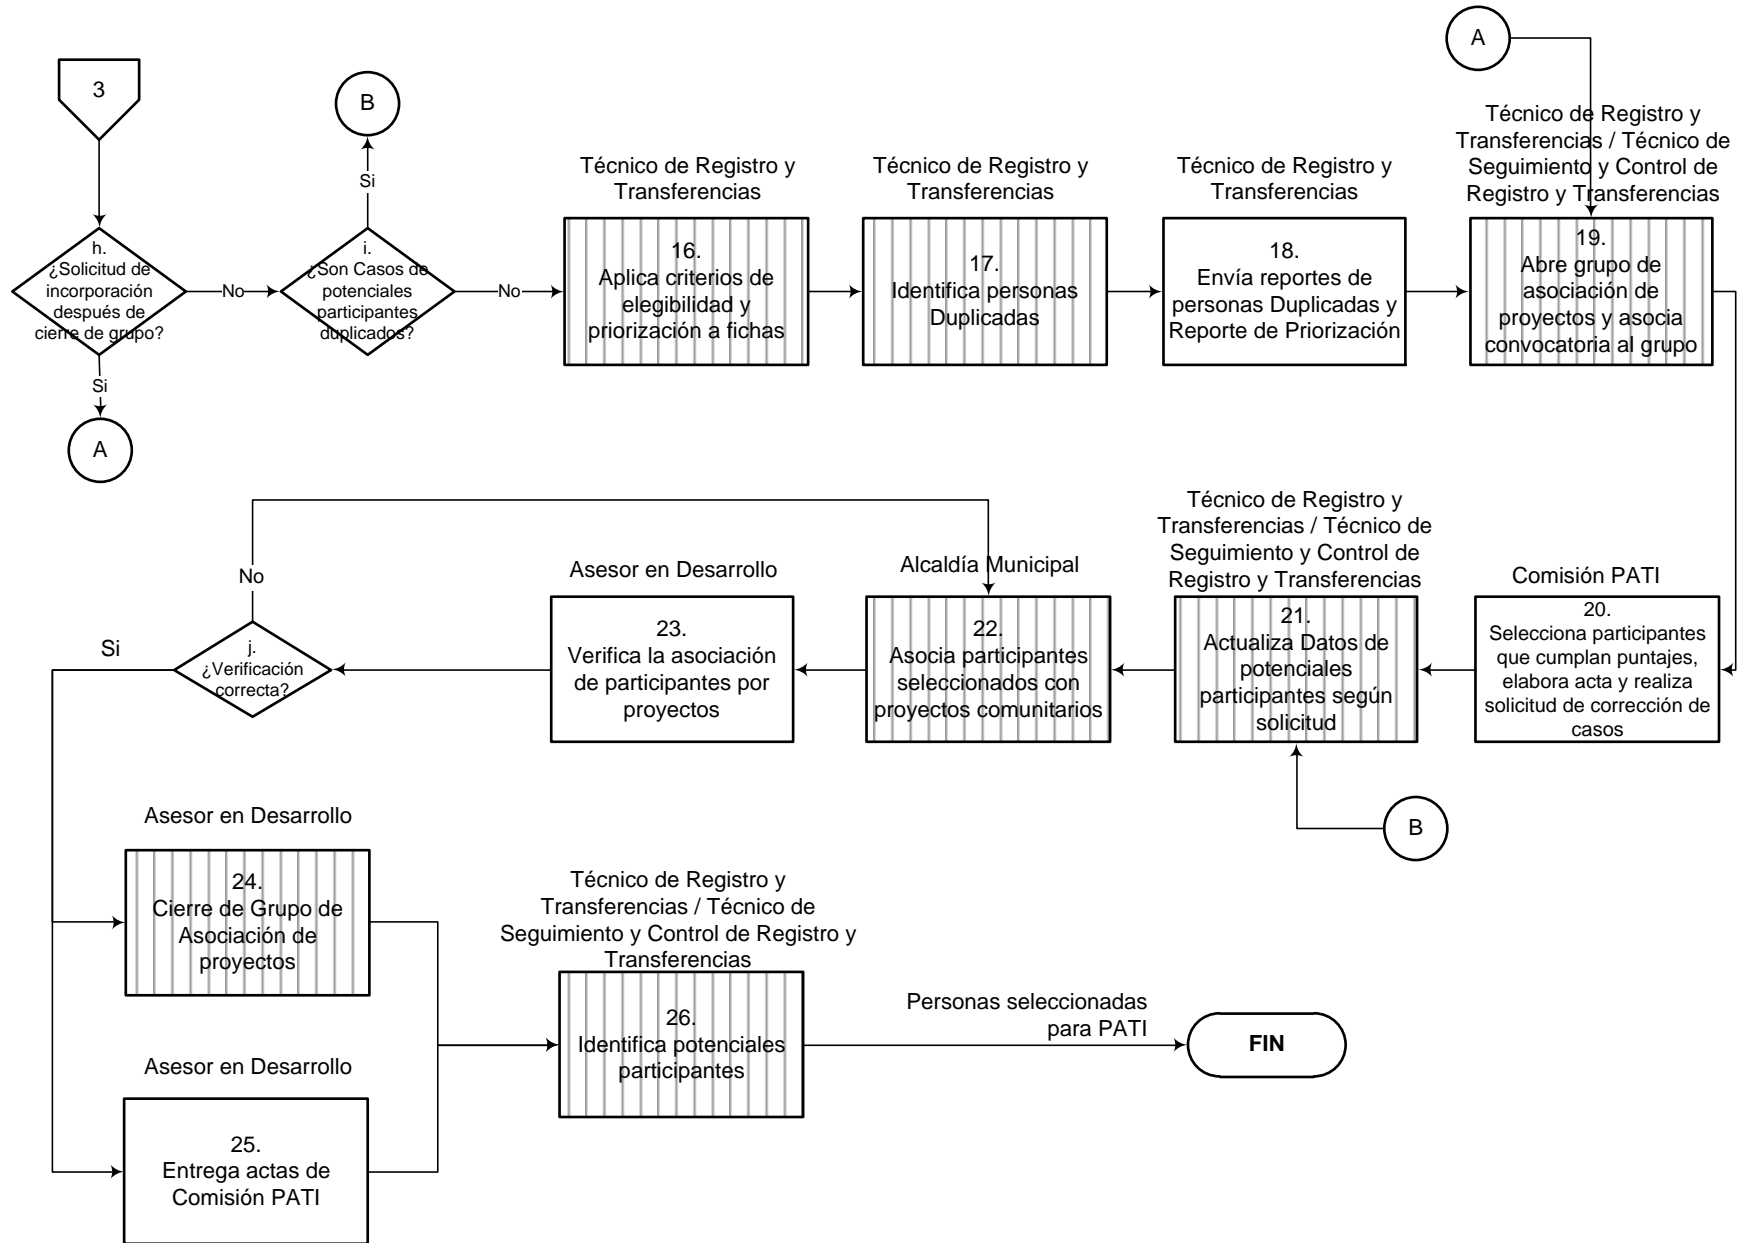 3
h.
¿Solicitud de
incorporación
después de
cierre de grupo?
No
Si
A
i.
¿Son Casos de
potenciales
participantes
duplicados?
Si
B
No
Técnico de Registro y
Transferencias
16.
Aplica criterios de
elegibilidad y
priorización a fichas
Técnico de Registro y
Transferencias
17.
Identifica personas
Duplicadas
Técnico de Registro y
Transferencias
18.
Envía reportes de
personas Duplicadas y
Reporte de Priorización
A
Técnico de Registro y
Transferencias / Técnico de
Seguimiento y Control de
Registro y Transferencias
19.
Abre grupo de
asociación de
proyectos y asocia
convocatoria al grupo
Comisión PATI
20.
Selecciona participantes
que cumplan puntajes,
elabora acta y realiza
solicitud de corrección de
casos
Técnico de Registro y
Transferencias / Técnico de
Seguimiento y Control de
Registro y Transferencias
21.
Actualiza Datos de
potenciales
participantes según
solicitud
B
Alcaldía Municipal
22.
Asocia participantes
seleccionados con
proyectos comunitarios
Asesor en Desarrollo
23.
Verifica la asociación
de participantes por
proyectos
No
j.
¿Verificación
correcta?
Si
Asesor en Desarrollo
24.
Cierre de Grupo de
Asociación de
proyectos
Asesor en Desarrollo
25.
Entrega actas de
Comisión PATI
Técnico de Registro y
Transferencias / Técnico de
Seguimiento y Control de Registro y
Transferencias
26.
Identifica potenciales
participantes
Personas seleccionadas
para PATI
FIN